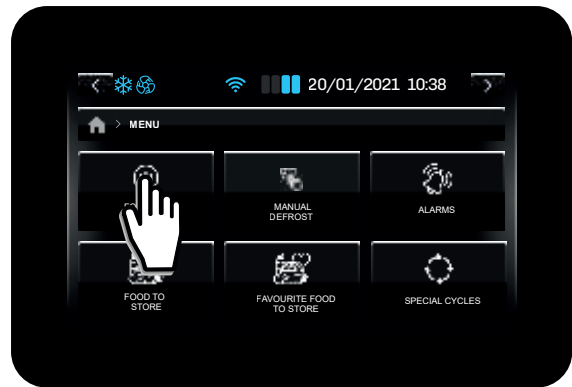 20/01/2021 10:38
> MENU
MANUAL
DEFROST
ALARMS
FOOD TO
STORE
FAVOURITE FOOD
TO STORE
SPECIAL CYCLES